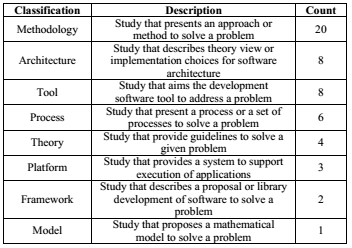 Classification Description Count
Methodology Study that presents an approach or method to solve a problem 20
Architecture Study that describes theory view or implementation choices for software architecture 8
Tool Study that aims the development software tool to address a problem 8
Process Study that present a process or a set of processes to solve a problem 6
Theory Study that provide guidelines to solve a given problem 4
Platform Study that provides a system to support execution of applications 3
Framework Study that describes a proposal or library development of software to solve a problem 2
Model Study that proposes a mathematical model to solve a problem 1